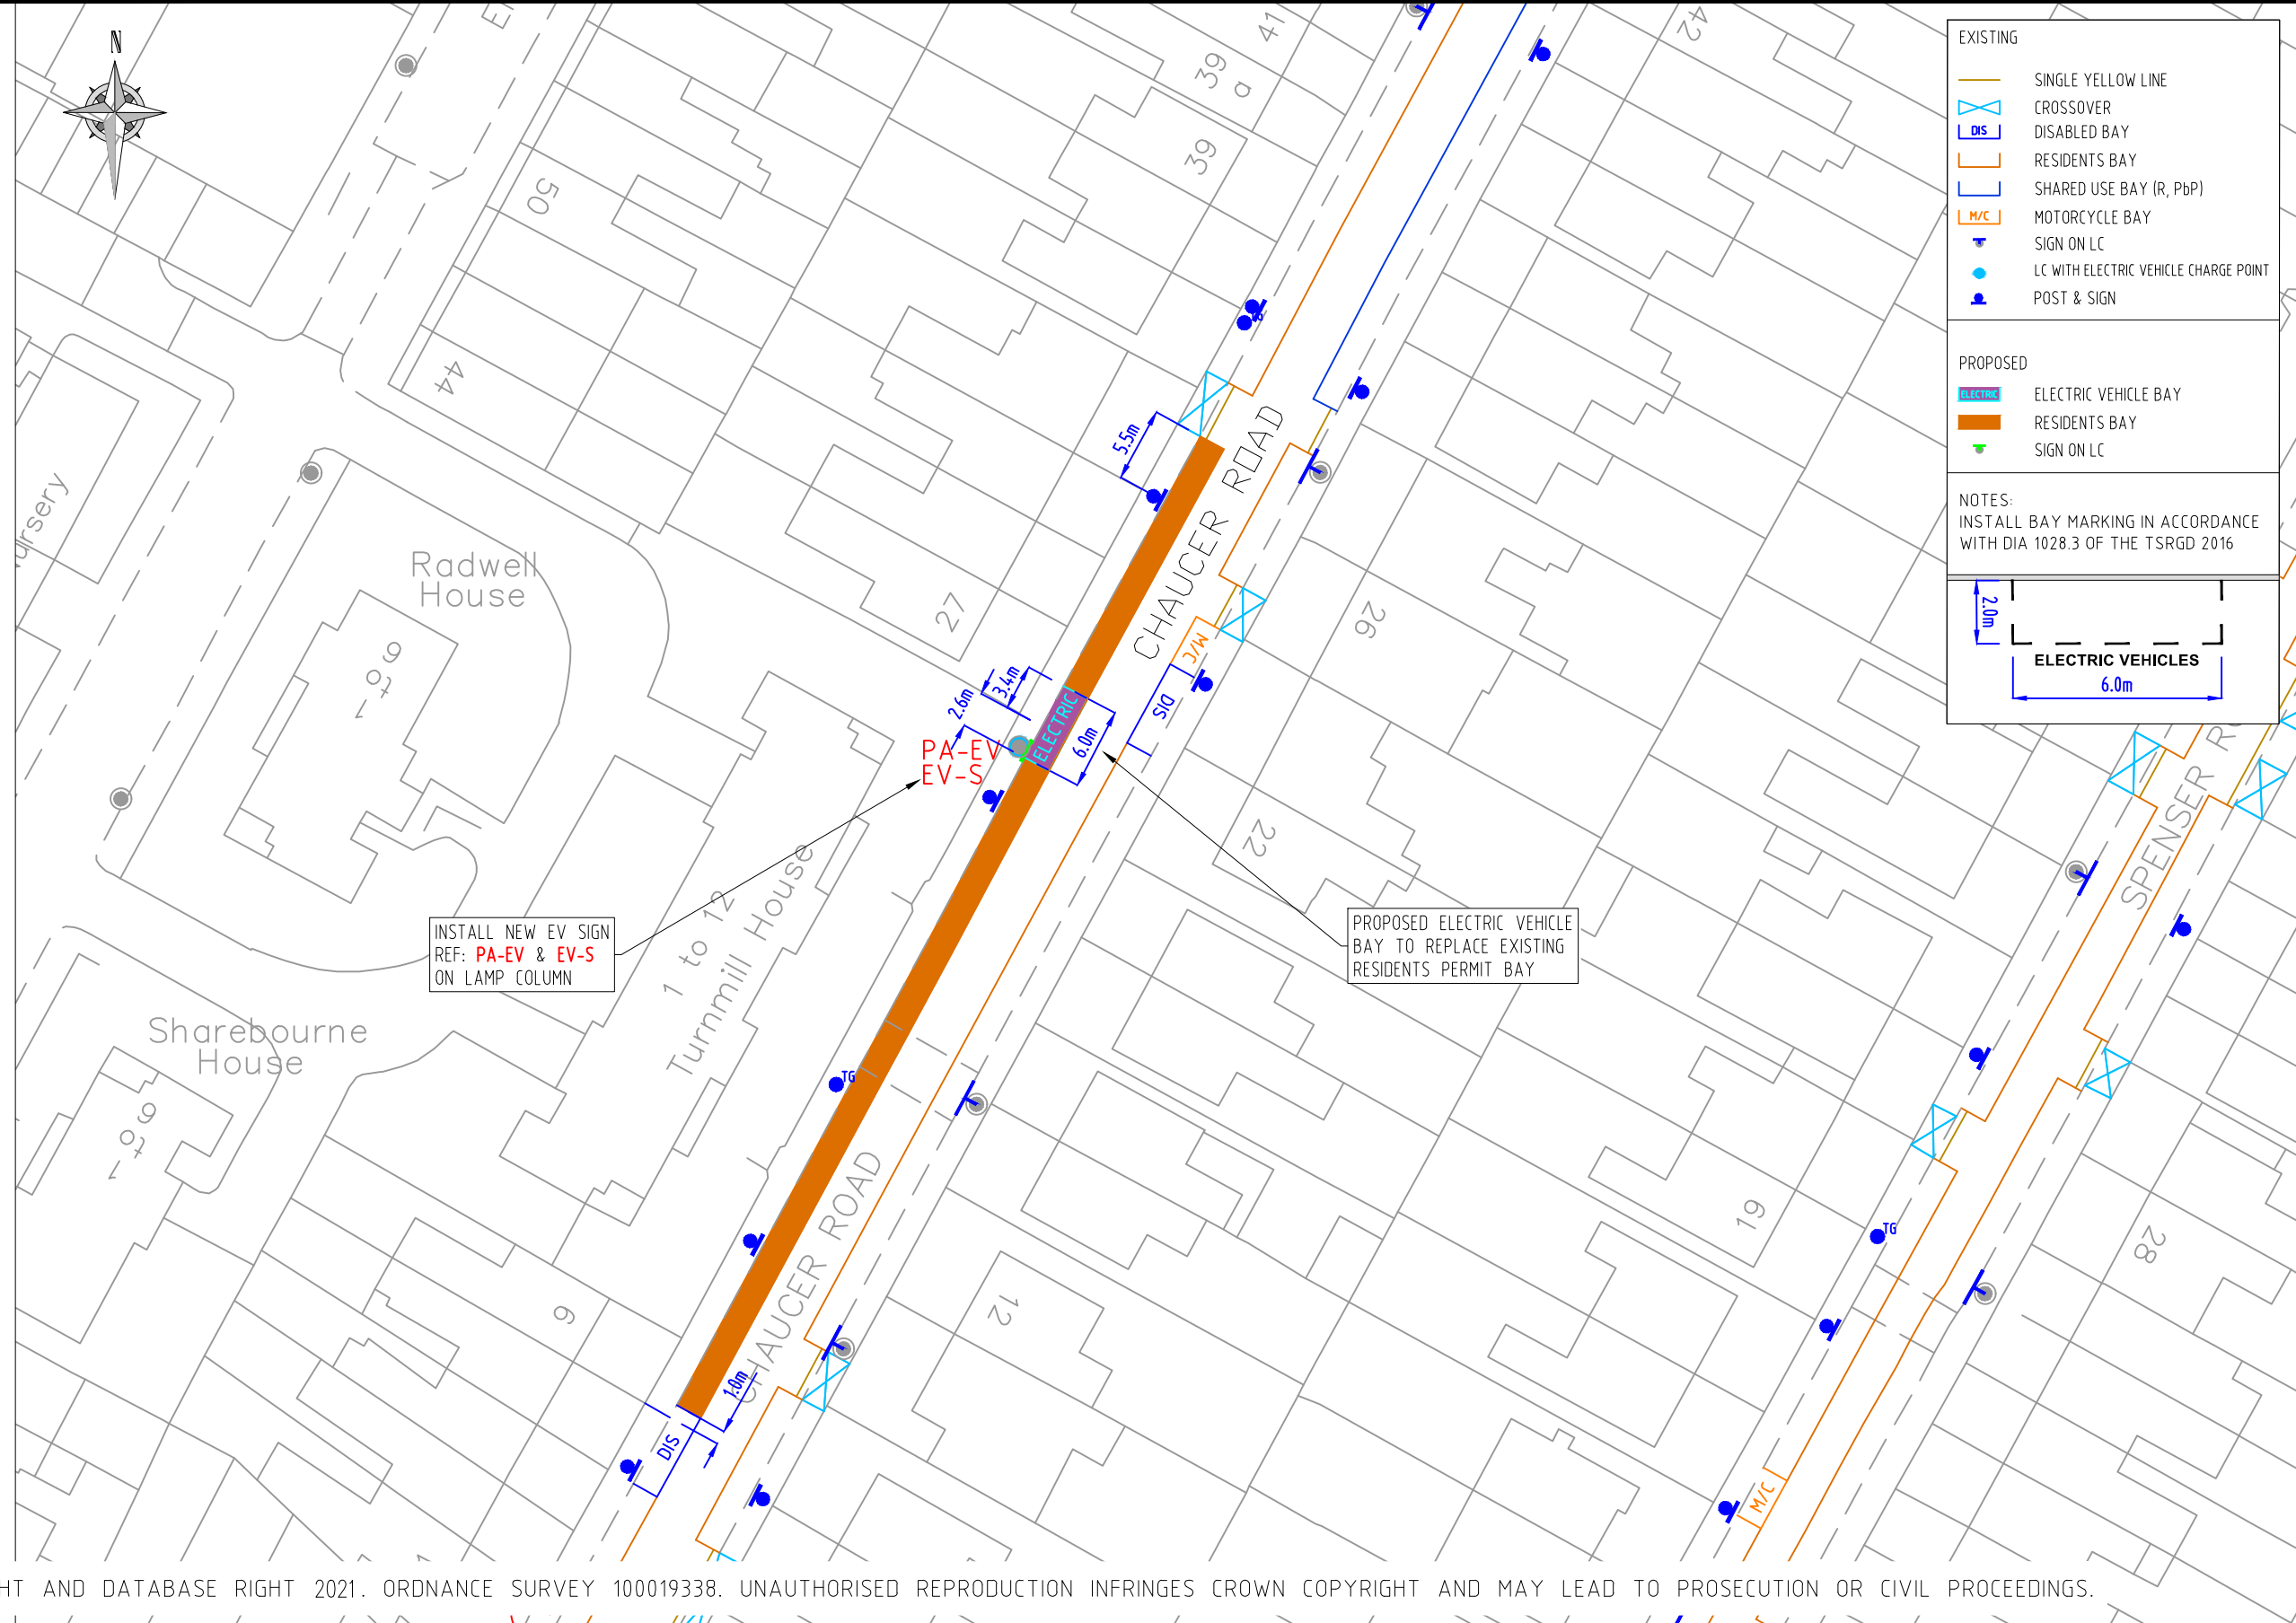 N
41
39
a
39
42
50
44
EXISTING
SINGLE YELLOW LINE
CROSSOVER
DIS DISABLED BAY
RESIDENTS BAY
SHARED USE BAY (R, PbP)
M/C MOTORCYCLE BAY
SIGN ON LC
LC WITH ELECTRIC VEHICLE CHARGE POINT
POST & SIGN
PROPOSED
ELECTRIC ELECTRIC VEHICLE BAY
RESIDENTS BAY
SIGN ON LC
NOTES:
INSTALL BAY MARKING IN ACCORDANCE
WITH DIA 1028.3 OF THE TSRGD 2016
2.0m
ELECTRIC VEHICLES
6.0m
5.5m
CHAUCER ROAD
Radwell
House
1 to 9
27
26
M/C
DIS
3.4m
2.6m
ELECTRIC
6.0m
PA-EV
EV-S
22
SPENSER
INSTALL NEW EV SIGN
REF: PA-EV & EV-S
ON LAMP COLUMN
PROPOSED ELECTRIC VEHICLE
BAY TO REPLACE EXISTING
RESIDENTS PERMIT BAY
1 to 12
Turnmill House
Sharebourne
House
1 to 9
TG
CHAUCER ROAD
12
19
TG
28
1.0m
DIS
M/C
AND DATABASE RIGHT 2021. ORDNANCE SURVEY 100019338. UNAUTHORISED REPRODUCTION INFRINGES CROWN COPYRIGHT AND MAY LEAD TO PROSECUTION OR CIVIL PROCEEDINGS.